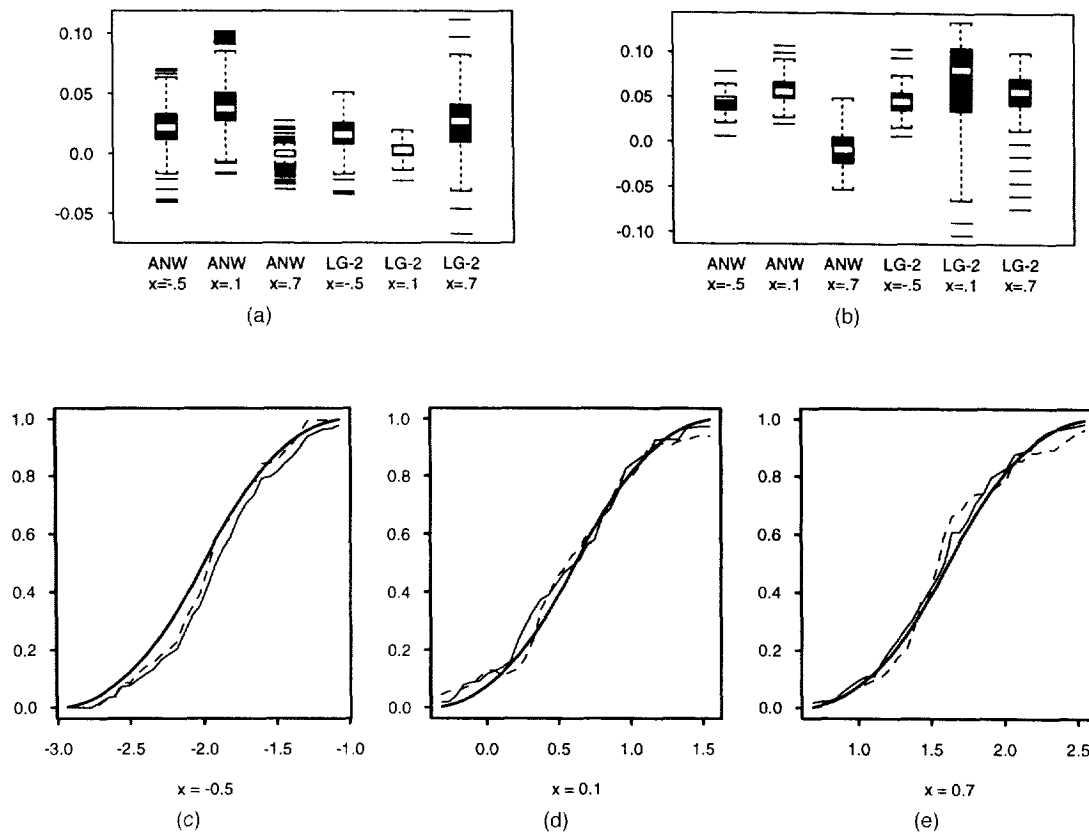 0.10
0.05
0.0
-0.05
ANW ANW ANW LG-2 LG-2 LG-2
x=-.5 x=.1 x=.7 x=-.5 x=.1 x=.7
(a)
0.10
0.05
0.0
-0.05
-0.10
ANW ANW ANW LG-2 LG-2 LG-2
x=-.5 x=.1 x=.7 x=-.5 x=.1 x=.7
(b)
1.0
0.8
0.6
0.4
0.2
0.0
-3.0 -2.5 -2.0 -1.5 -1.0
x = -0.5
(c)
1.0
0.8
0.6
0.4
0.2
0.0
0.0 0.5 1.0 1.5
x = 0.1
(d)
1.0
0.8
0.6
0.4
0.2
0.0
1.0 1.5 2.0 2.5
x = 0.7
(e)